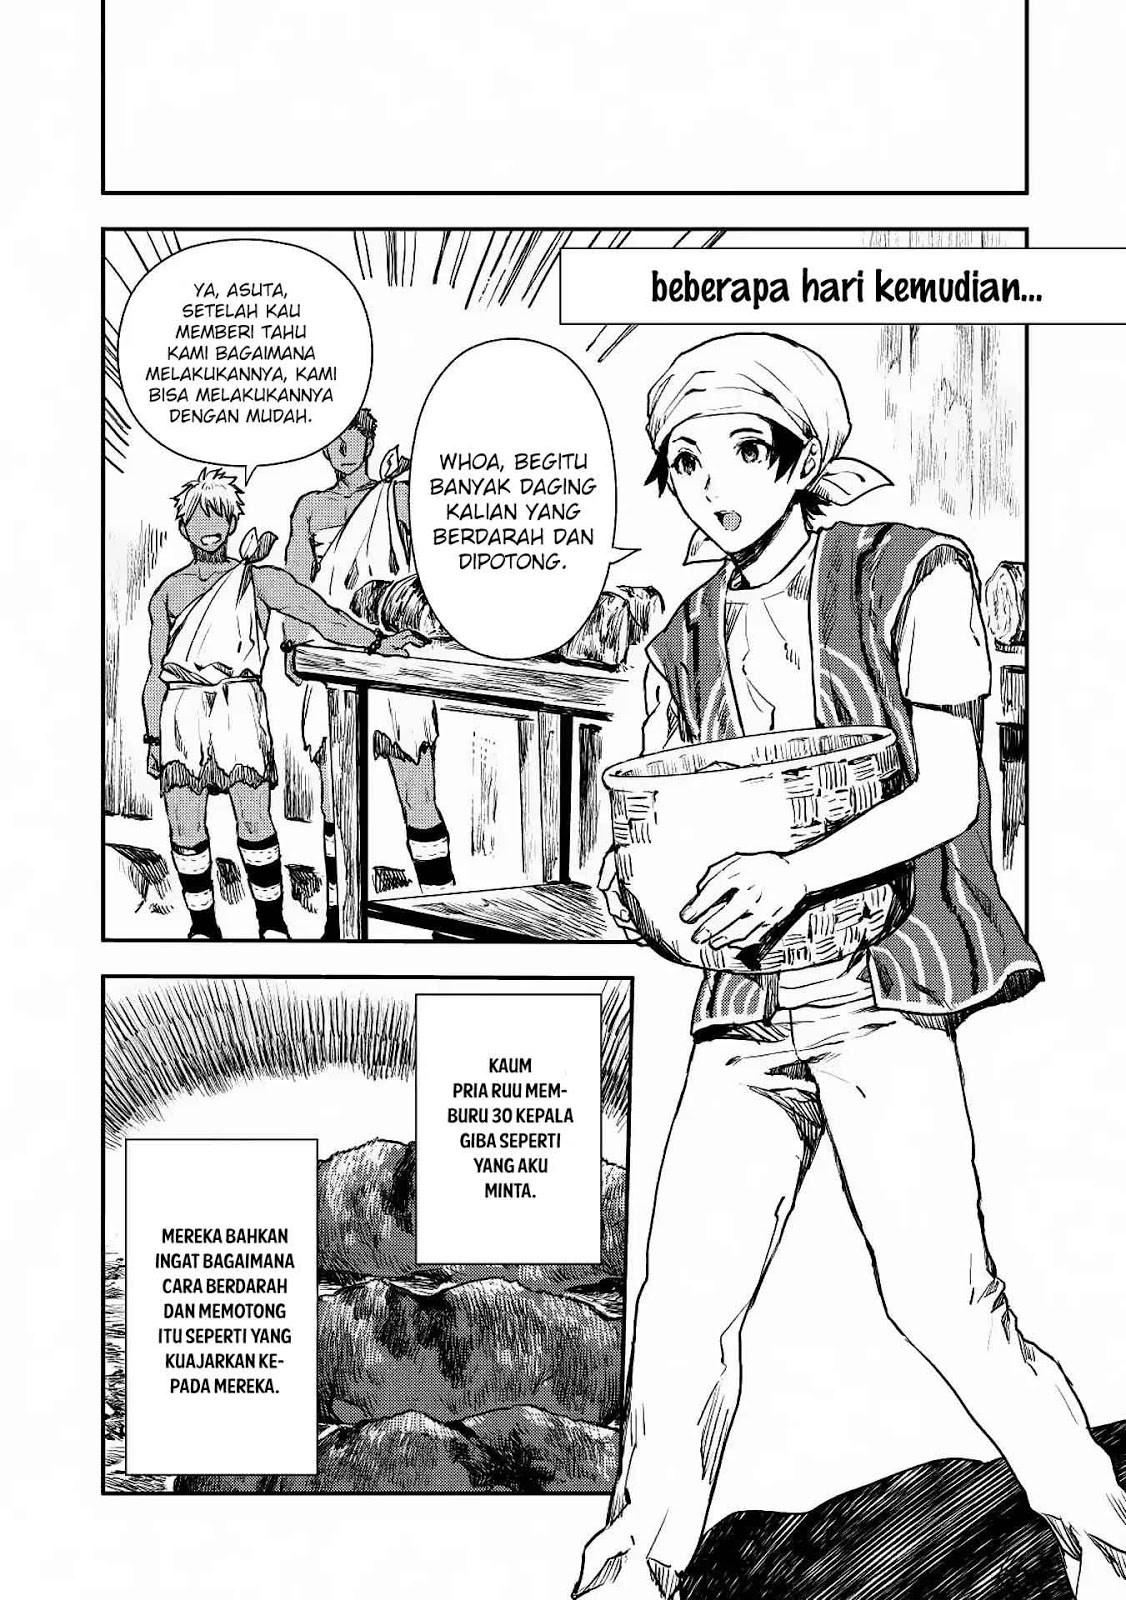 beberapa hari kemudian...
WHOA, BEGITU
BANYAK DAGING
KALIAN YANG
BERDARAH DAN
DIPOTONG.
YA, ASUTA,
SETELAH KAU
MEMBERI TAHU
KAMI BAGAIMANA
MELAKUKANNYA, KAMI
BISA MELAKUKANNYA
DENGAN MUDAH.
KAUM
PRIA RUU MEM-
BURU 30 KEPALA
GIBA SEPERTI
YANG AKU
MINTA.
MEREKA BAHKAN
INGAT BAGAIMANA
CARA BERDARAH
DAN MEMOTONG
ITU SEPERTI YANG
KUAJARKAN KE-
PADA MEREKA.